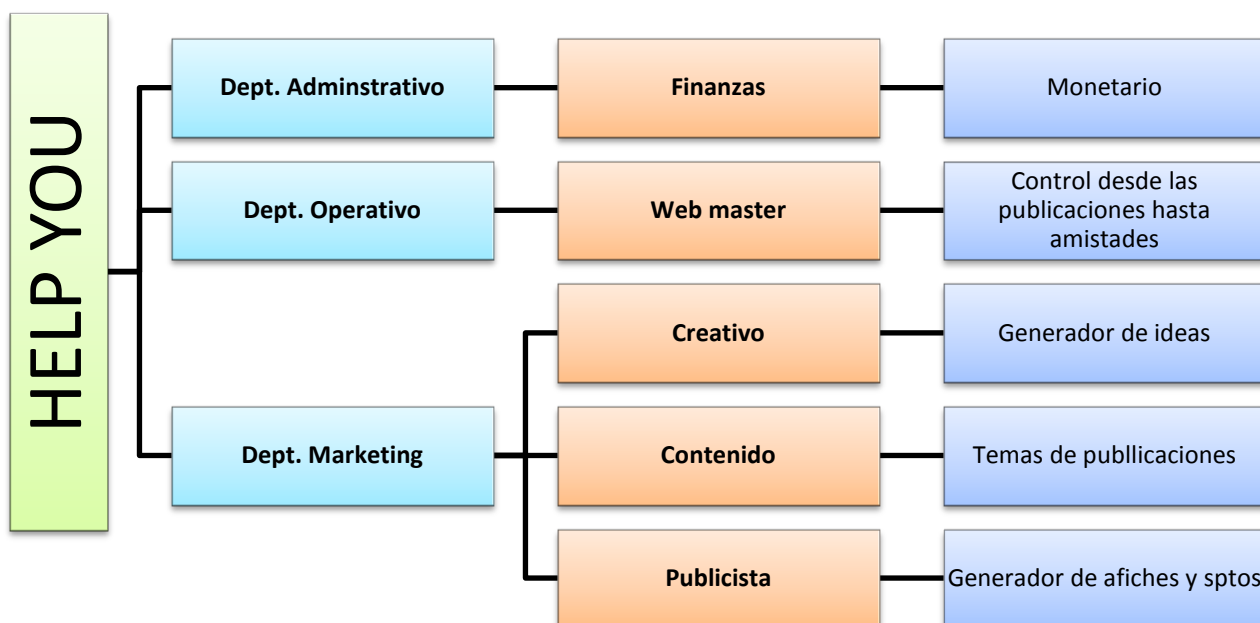 HELP YOU
Dept. Adminstrativo
Finanzas
Monetario
Dept. Operativo
Web master
Control desde las
publicaciones hasta
amistades
Dept. Marketing
Creativo
Generador de ideas
Contenido
Temas de publlicaciones
Publicista
Generador de afiches y sptos